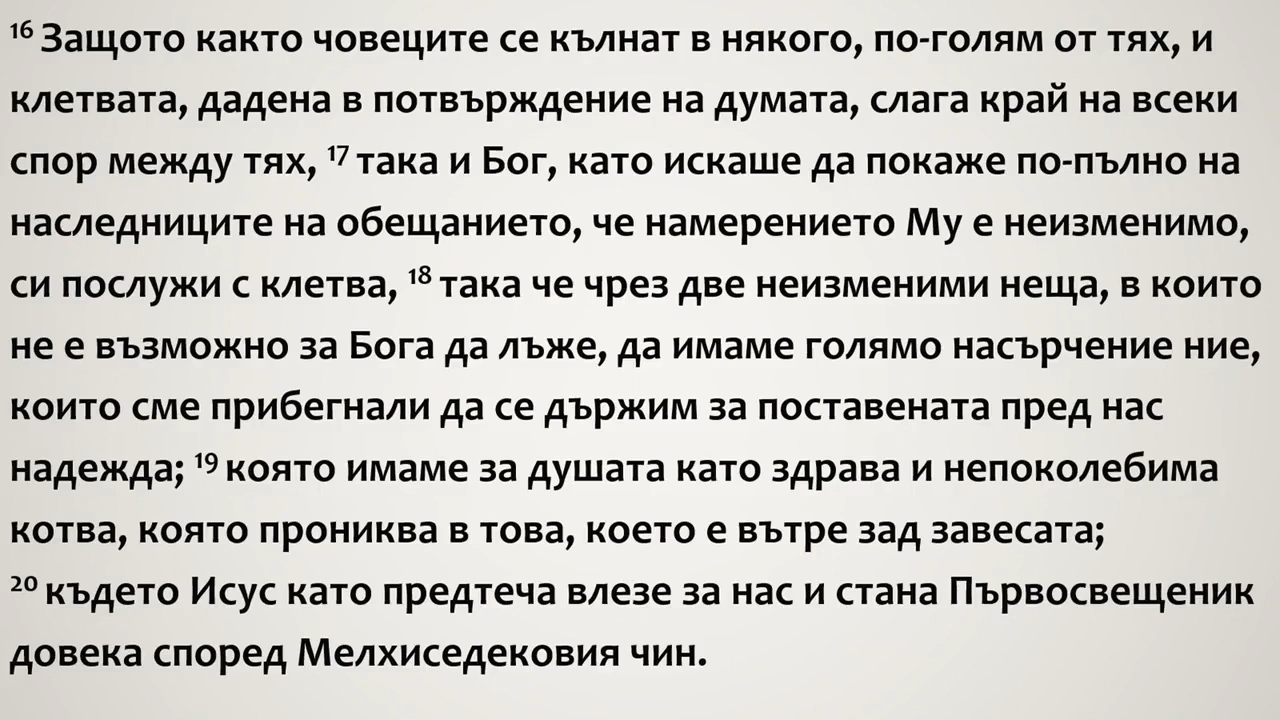 16 Защото както човеците се кълнат в някого, по-голям от тях, и
клетвата, дадена в потвърждение на думата, слага край на всеки
спор между тях, 17 така и Бог, като искаше да покаже по-пълно на
наследниците на обещанието, че намерението Му е неизменимо,
си послужи с клетва, 18 така че чрез две неизменими неща, в които
не е възможно за Бога да лъже, да имаме голямо насърчение ние,
които сме прибегнали да се държим за поставената пред нас
надежда; 19 която имаме за душата като здрава и непоколебима
котва, която прониква в това, което е вътре зад завесата;
20 където Исус като предтеча влезе за нас и стана Първосвещеник
довека според Мелхиседековия чин.